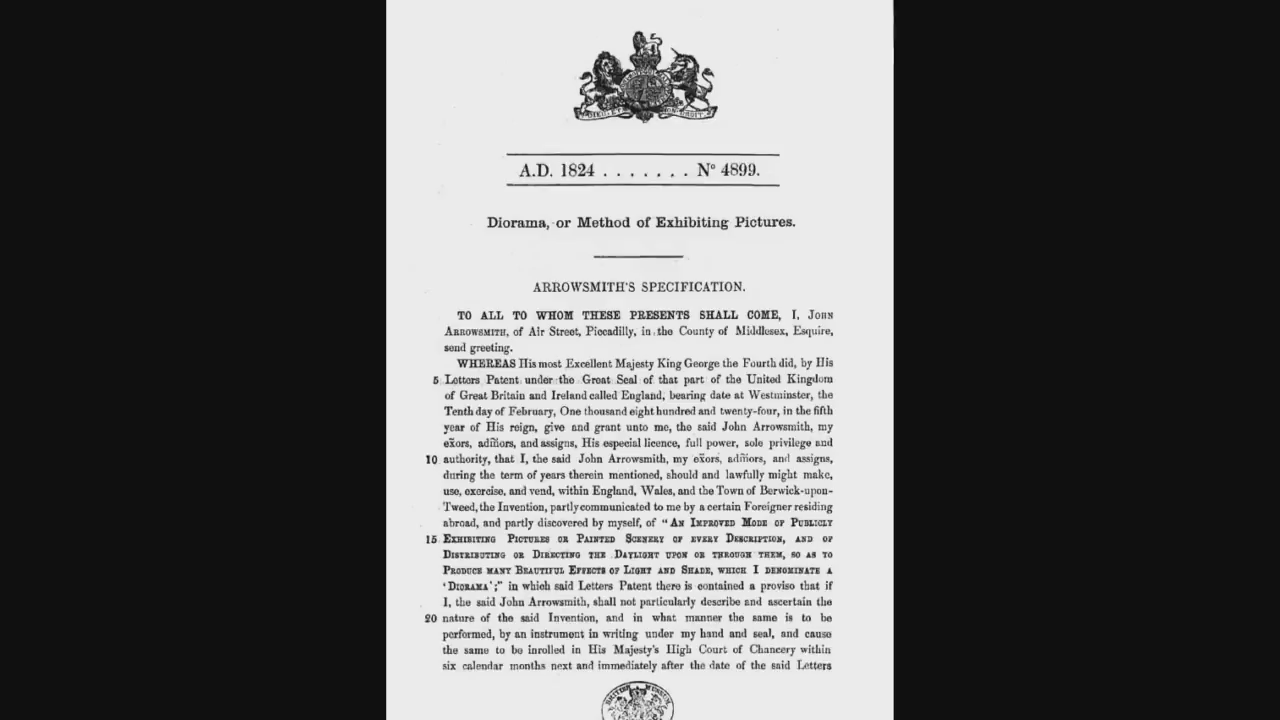 DIEU ET MON DROIT
A.D. 1824 . . . . . . . N° 4899.
Diorama, or Method of Exhibiting Pictures.
ARROWSMITH'S SPECIFICATION.
TO ALL TO WHOM THESE PRESENTS SHALL COME, I, JOHN
ARROWSMITH, of Air Street, Piccadilly, in the County of Middlesex, Esquire,
send greeting.
WHEREAS His most Excellent Majesty King George the Fourth did, by His
5 Letters Patent under the Great Seal of that part of the United Kingdom
of Great Britain and Ireland called England, bearing date at Westminster, the
Tenth day of February, One thousand eight hundred and twenty-four, in the fifth
year of His reign, give and grant unto me, the said John Arrowsmith, my
exors, adm̃ors, and assigns, His especial licence, full power, sole privilege and
10 authority, that I, the said John Arrowsmith, my exors, adm̃ors, and assigns,
during the term of years therein mentioned, should and lawfully might make,
use, exercise, and vend, within England, Wales, and the Town of Berwick-upon-
Tweed, the Invention, partly communicated to me by a certain Foreigner residing
abroad, and partly discovered by myself, of "AN IMPROVED MODE OF PUBLICLY
15 EXHIBITING PICTURES OR PAINTED SCENERY OF EVERY DESCRIPTION, AND OF
DISTRIBUTING OR DIRECTING THE DAYLIGHT UPON OR THROUGH THEM, SO AS TO
PRODUCE MANY BEAUTIFUL EFFECTS OF LIGHT AND SHADE, WHICH I DENOMINATE A
'DIORAMA';" in which said Letters Patent there is contained a proviso that if
I, the said John Arrowsmith, shall not particularly describe and ascertain the
20 nature of the said Invention, and in what manner the same is to be
performed, by an instrument in writing under my hand and seal, and cause
the same to be inrolled in His Majesty's High Court of Chancery within
six calendar months next and immediately after the date of the said Letters
BRITISH MUSEUM